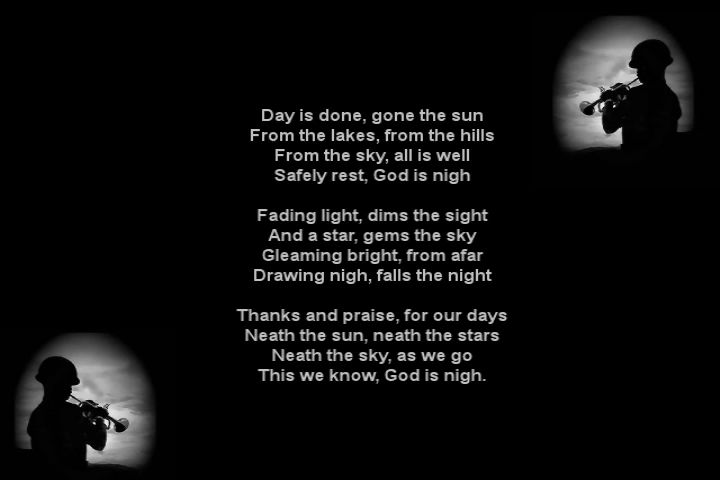 Day is done, gone the sun
From the lakes, from the hills
From the sky, all is well
Safely rest, God is nigh
Fading light, dims the sight
And a star, gems the sky
Gleaming bright, from afar
Drawing nigh, falls the night
Thanks and praise, for our days
Neath the sun, neath the stars
Neath the sky, as we go
This we know, God is nigh.